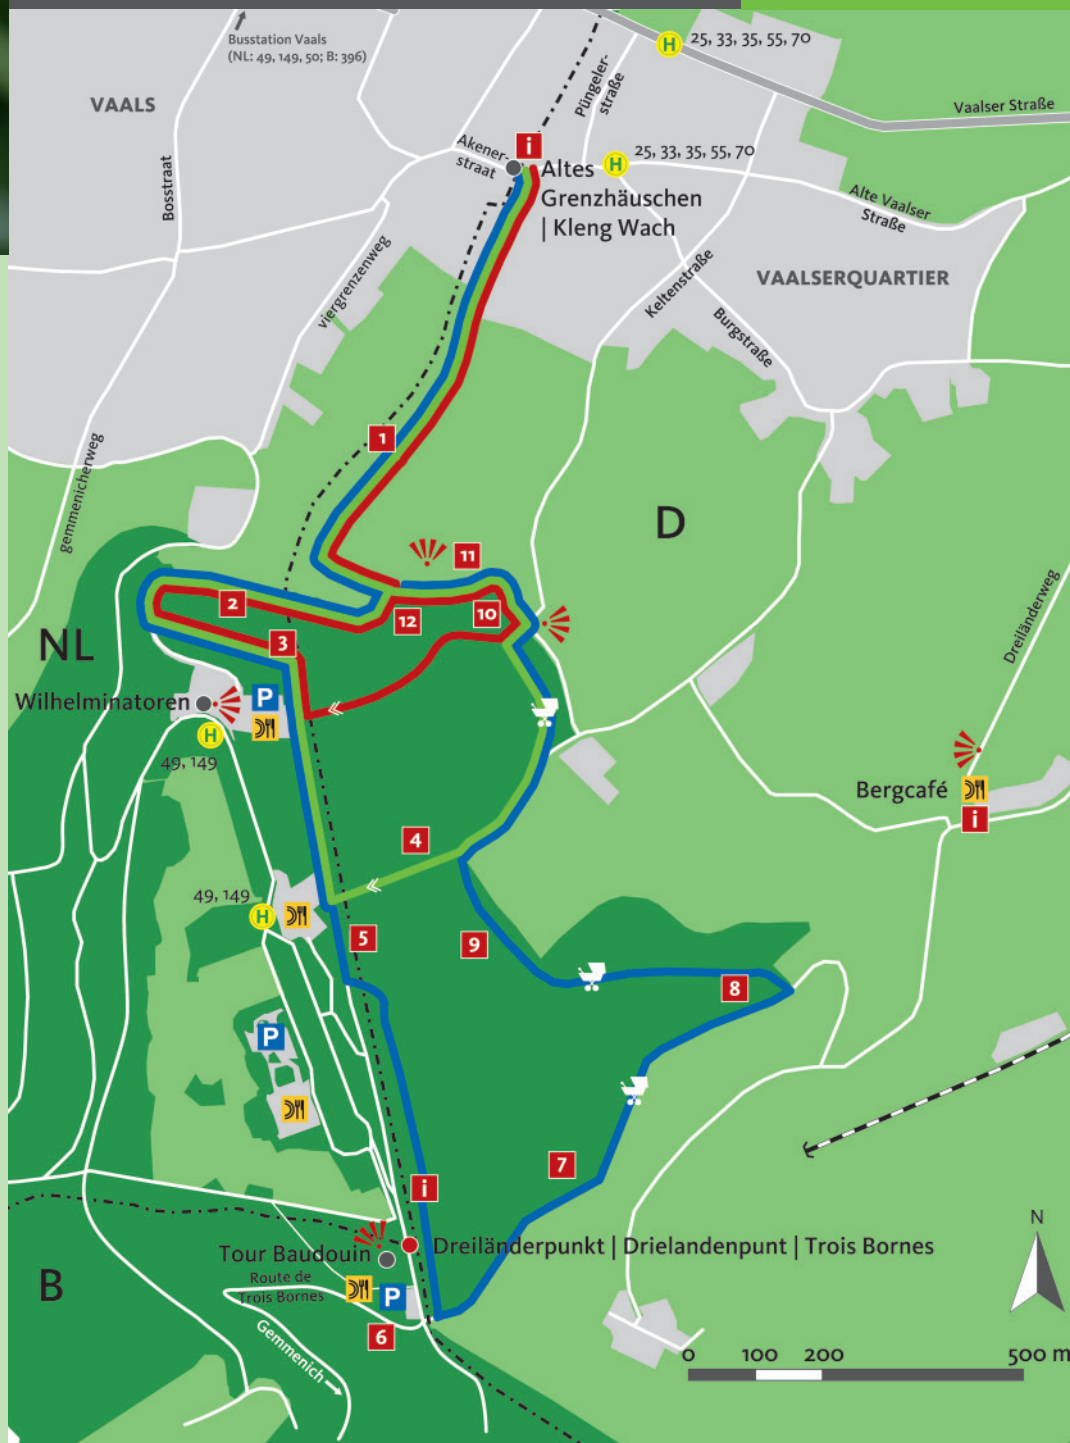 Busstation Vaals
(NL: 49, 149, 50; B: 396)
H
25, 33, 35, 55, 70
Püngeler-
straße
VAALS
Vaalser Straße
Akener-
straat
i
H
25, 33, 35, 55, 70
Altes
Grenzhäuschen
| Kleng Wach
Bosstraat
Alte Vaalser
Straße
viergrenzenweg
Keltenstraße
VAALSERQUARTIER
Burgstraße
1
gemmenicherweg
D
11
2
12
10
3
NL
Dreiländerweg
Wilhelminatoren
P
H
49, 149
Bergcafé
i
4
49, 149
H
5
9
8
P
7
i
Dreiländerpunkt | Drielandenpunt | Trois Bornes
Tour Baudouin
Route de
Trois Bornes
P
B
6
Gemmenich
N
0 100 200 500 m